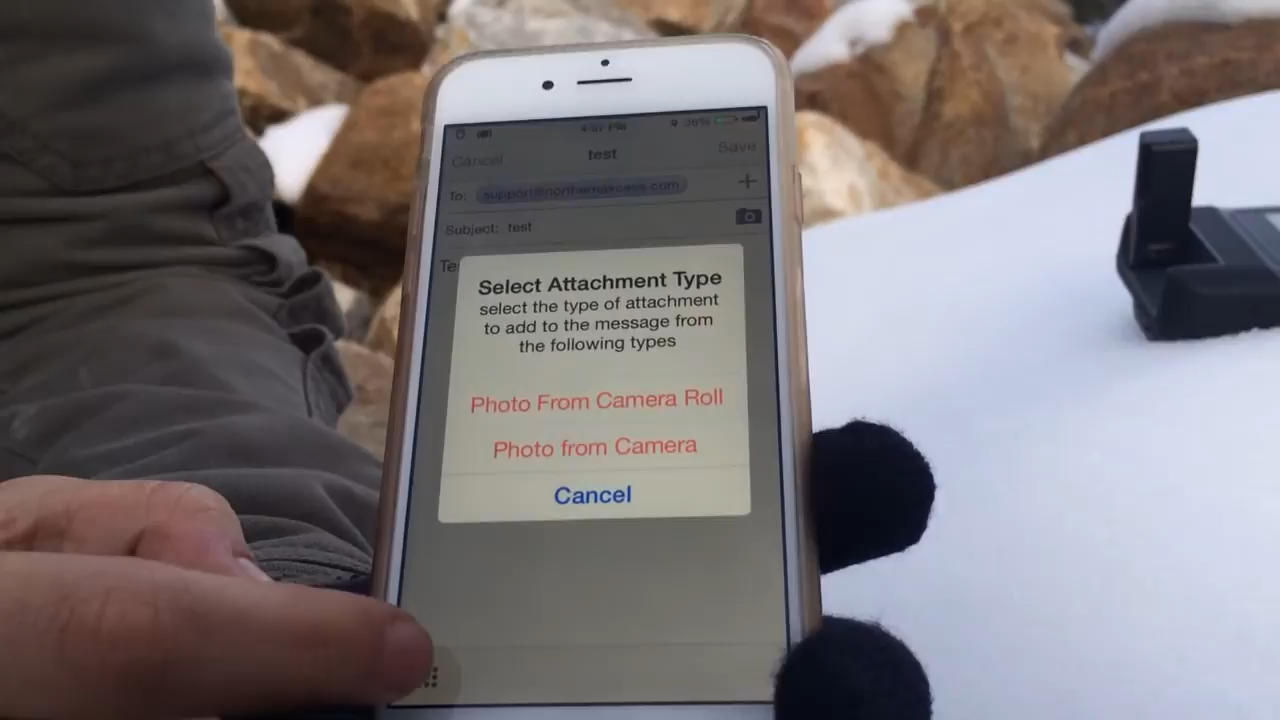 36%
Cancel
test
Save
To:
Subject: test
Select Attachment Type
select the type of attachment
to add to the message from
the following types
Photo From Camera Roll
Photo from Camera
Cancel